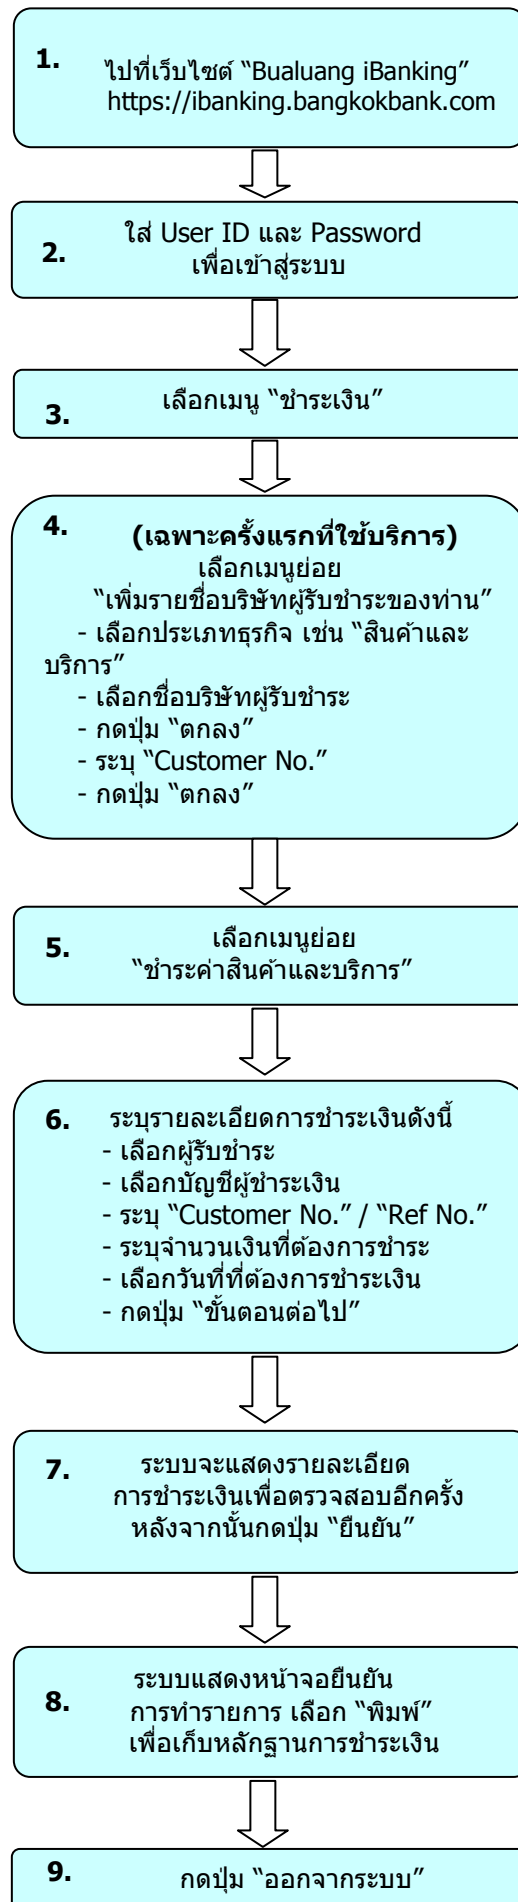 1.
ไปที่เว็บไซต์ “Bualuang iBanking”
https://ibanking.bangkokbank.com
2.
ใส่ User ID และ Password
เพื่อเข้าสู่ระบบ
3.
เลือกเมนู “ชำระเงิน”
4.
(เฉพาะครั้งแรกที่ใช้บริการ)
เลือกเมนูย่อย
“เพิ่มรายชื่อบริษัทผู้รับชำระของท่าน”
- เลือกประเภทธุรกิจ เช่น “สินค้าและ
บริการ”
- เลือกชื่อบริษัทผู้รับชำระ
- กดปุ่ม “ตกลง”
- ระบุ “Customer No.”
- กดปุ่ม “ตกลง”
5.
เลือกเมนูย่อย
“ชำระค่าสินค้าและบริการ”
6.
ระบุรายละเอียดการชำระเงินดังนี้
- เลือกผู้รับชำระ
- เลือกบัญชีผู้ชำระเงิน
- ระบุ “Customer No.” / “Ref No.”
- ระบุจำนวนเงินที่ต้องการชำระ
- เลือกวันที่ที่ต้องการชำระเงิน
- กดปุ่ม “ขั้นตอนต่อไป”
7.
ระบบจะแสดงรายละเอียด
การชำระเงินเพื่อตรวจสอบอีกครั้ง
หลังจากนั้นกดปุ่ม “ยืนยัน”
8.
ระบบแสดงหน้าจอยืนยัน
การทำรายการ เลือก “พิมพ์”
เพื่อเก็บหลักฐานการชำระเงิน
9.
กดปุ่ม “ออกจากระบบ”